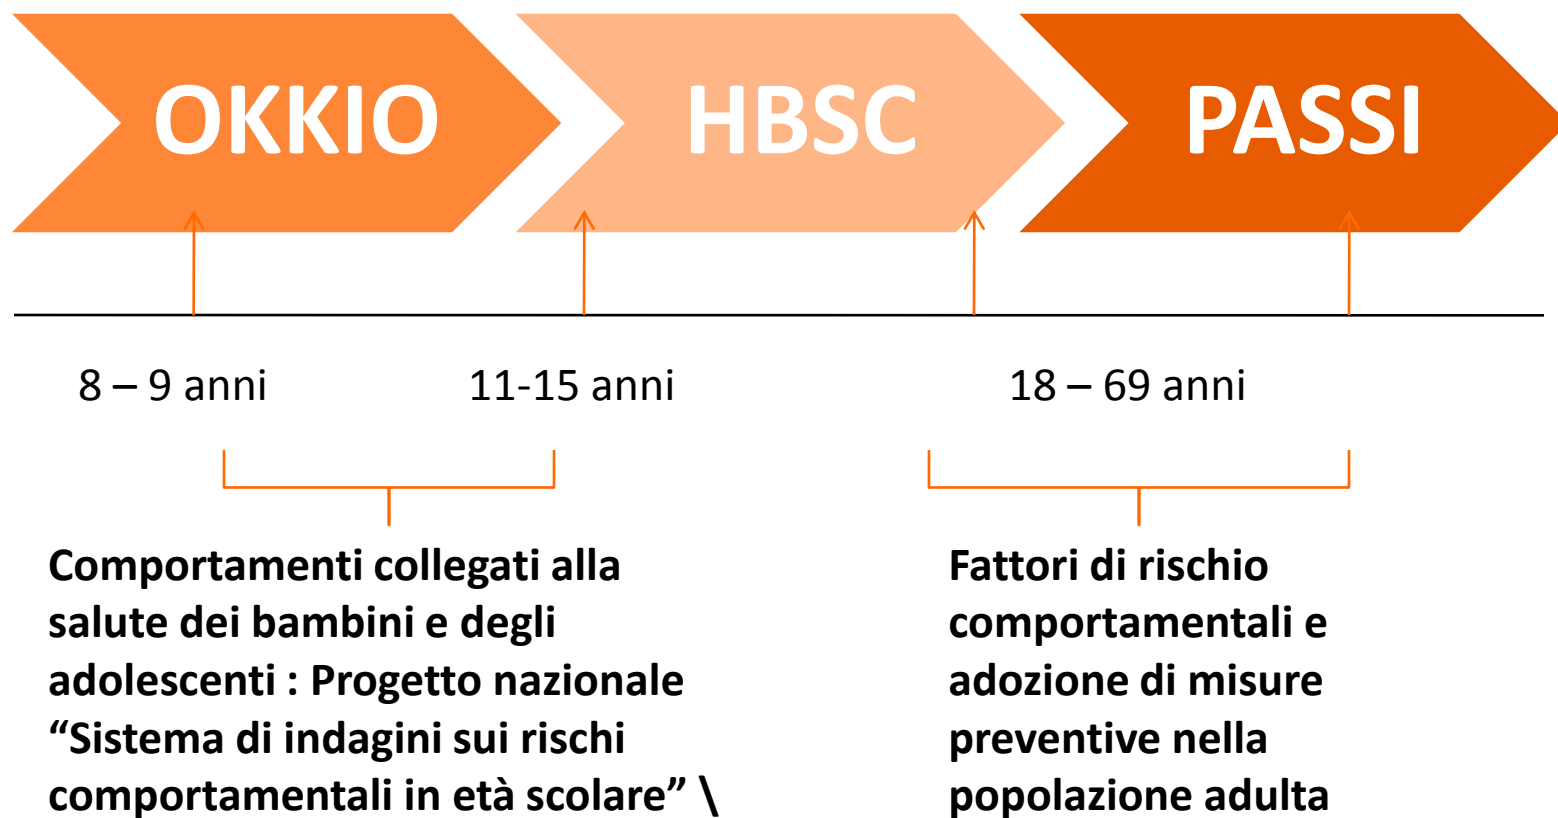 OKKIO
HBSC
PASSI
8 – 9 anni
11-15 anni
18 – 69 anni
Comportamenti collegati alla
salute dei bambini e degli
adolescenti : Progetto nazionale
“Sistema di indagini sui rischi
comportamentali in età scolare” \
Fattori di rischio
comportamentali e
adozione di misure
preventive nella
popolazione adulta